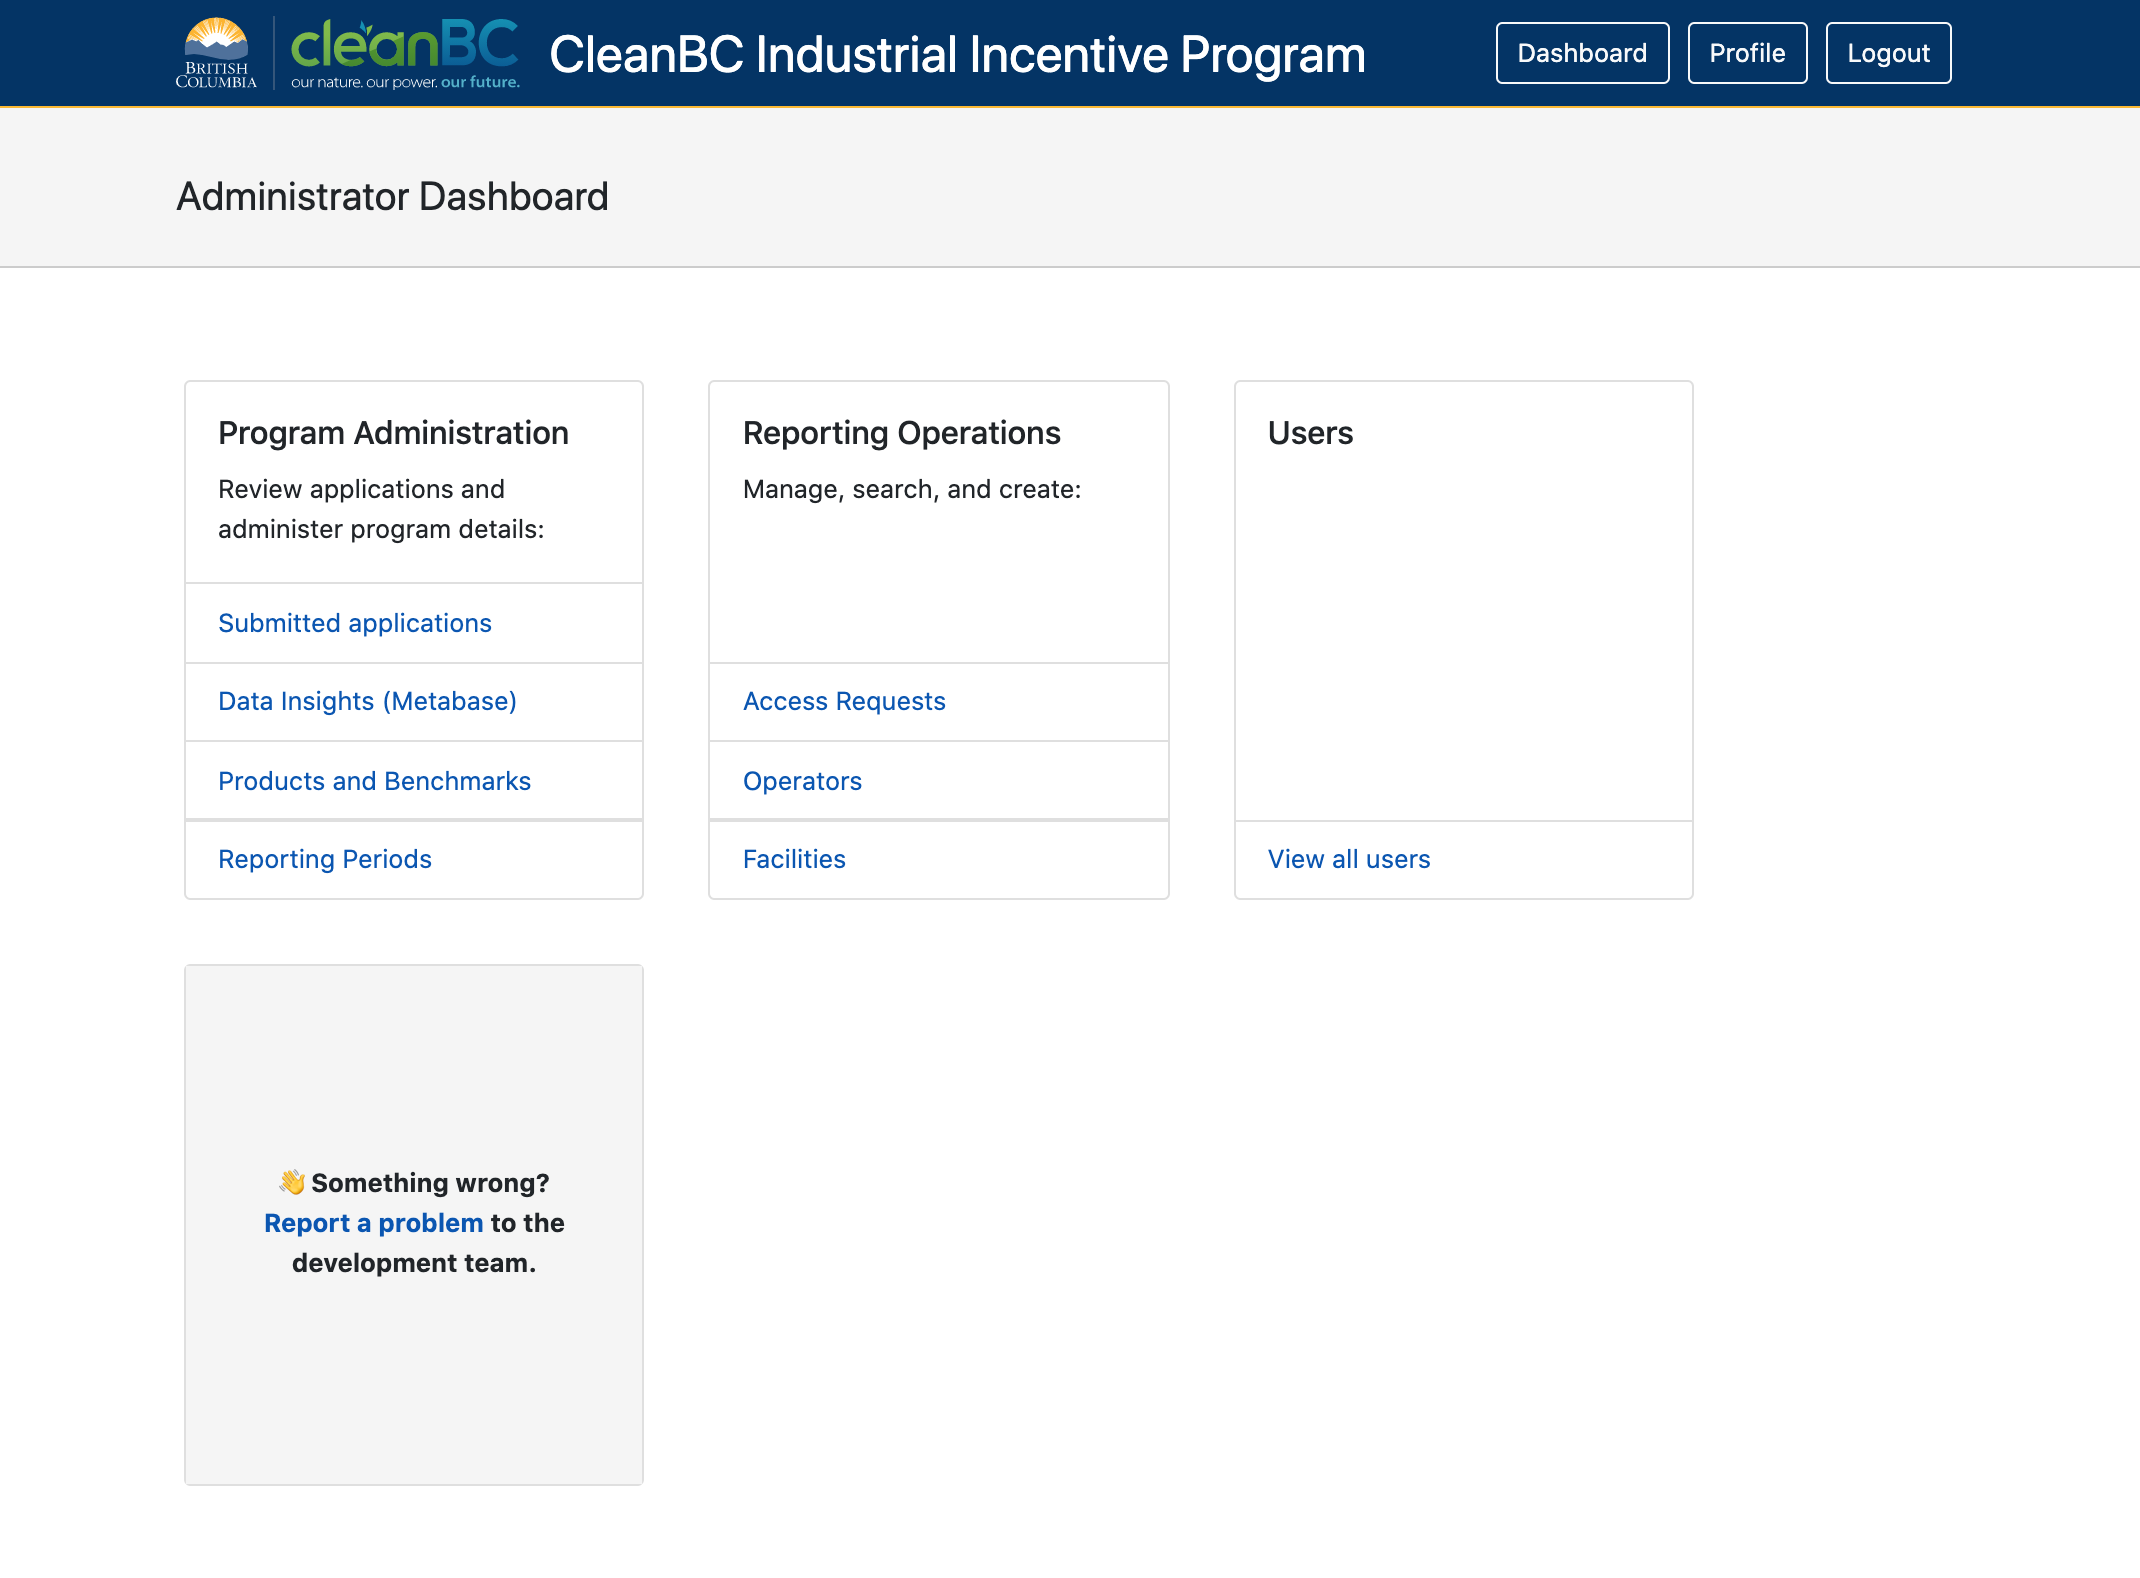 BRITISH
COLUMBIA
cleanBC
our nature. our power. our future.
CleanBC Industrial Incentive Program
Dashboard
Profile
Logout
Administrator Dashboard
Program Administration
Review applications and
administer program details:
Submitted applications
Data Insights (Metabase)
Products and Benchmarks
Reporting Periods
Reporting Operations
Manage, search, and create:
Access Requests
Operators
Facilities
Users
View all users
👋 Something wrong?
Report a problem to the
development team.